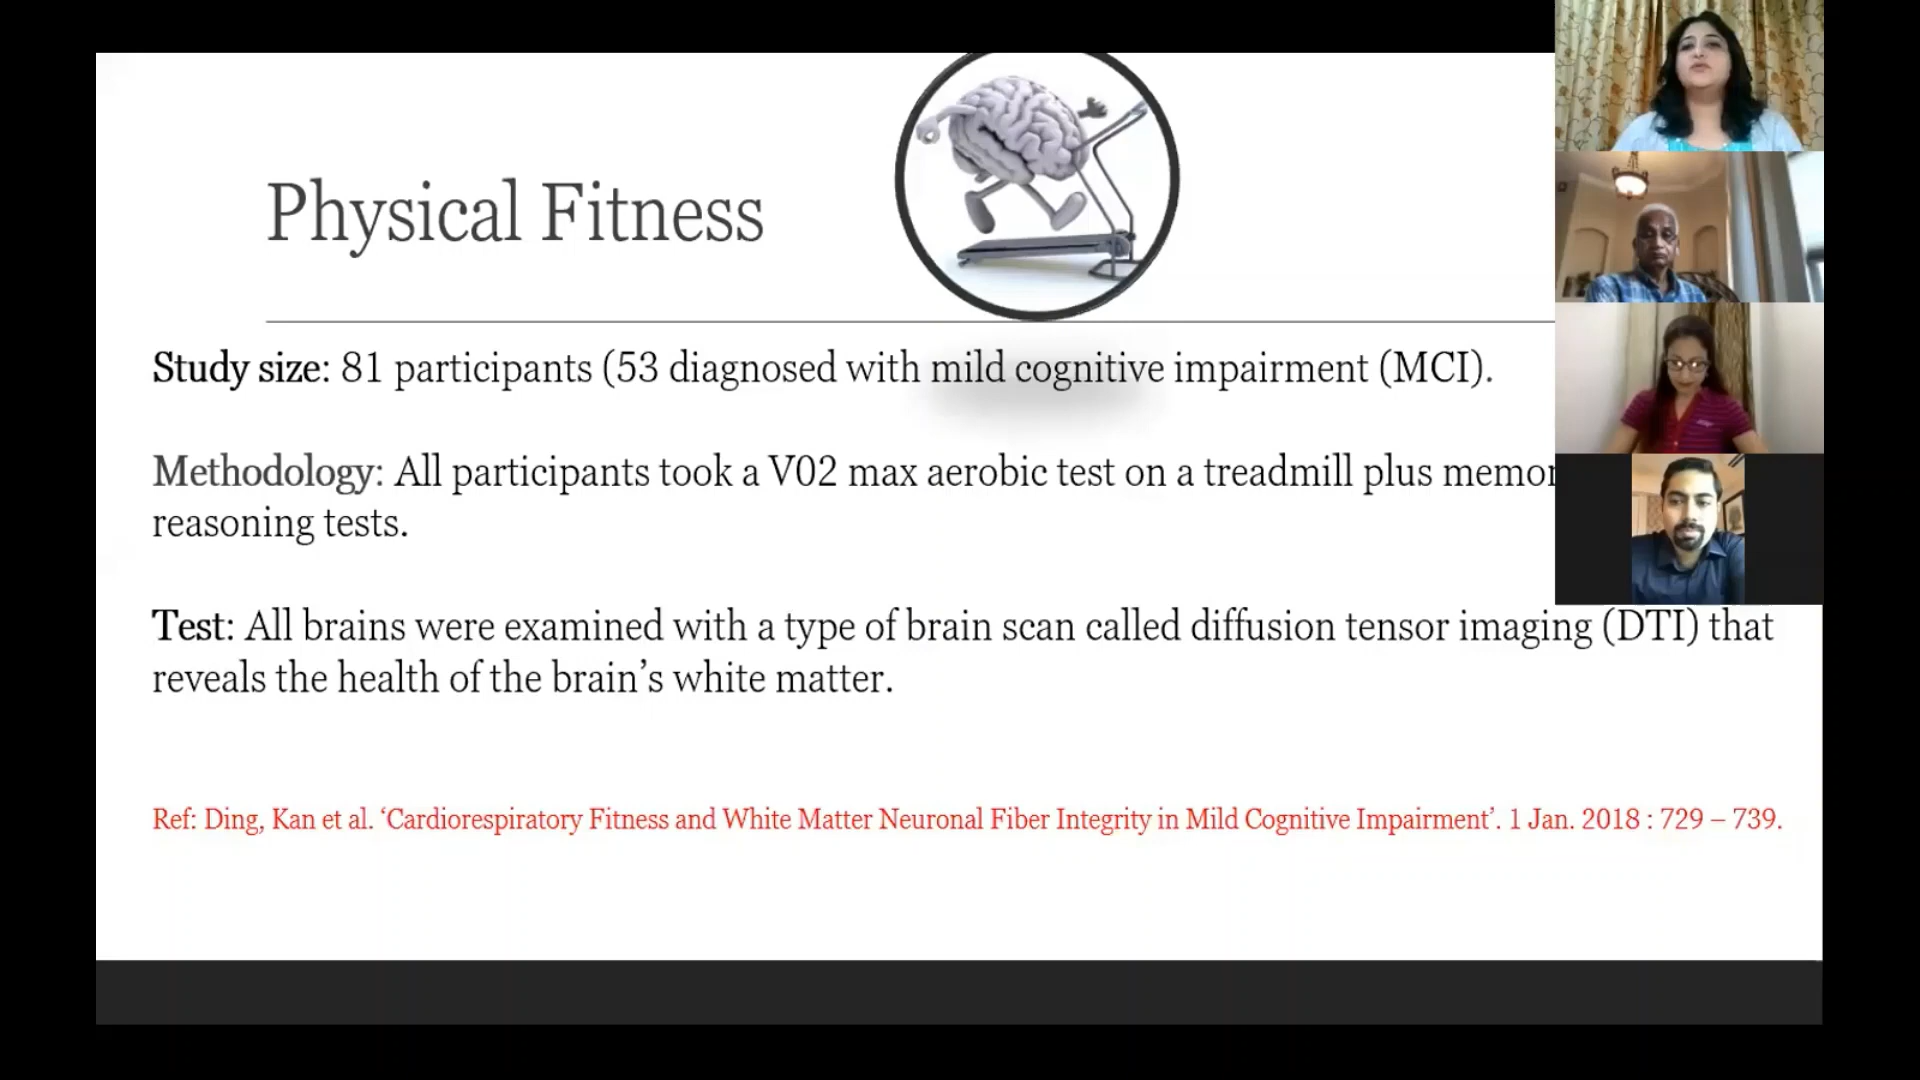 Physical Fitness
Study size: 81 participants (53 diagnosed with mild cognitive impairment (MCI).
Methodology: All participants took a V02 max aerobic test on a treadmill plus
reasoning tests.
Test: All brains were examined with a type of brain scan called diffusion tensor imaging (DTI) that
reveals the health of the brain’s white matter.
Ref: Ding, Kan et al. ‘Cardiorespiratory Fitness and White Matter Neuronal Fiber Integrity in Mild Cognitive Impairment’. 1 Jan. 2018 : 729 – 739.